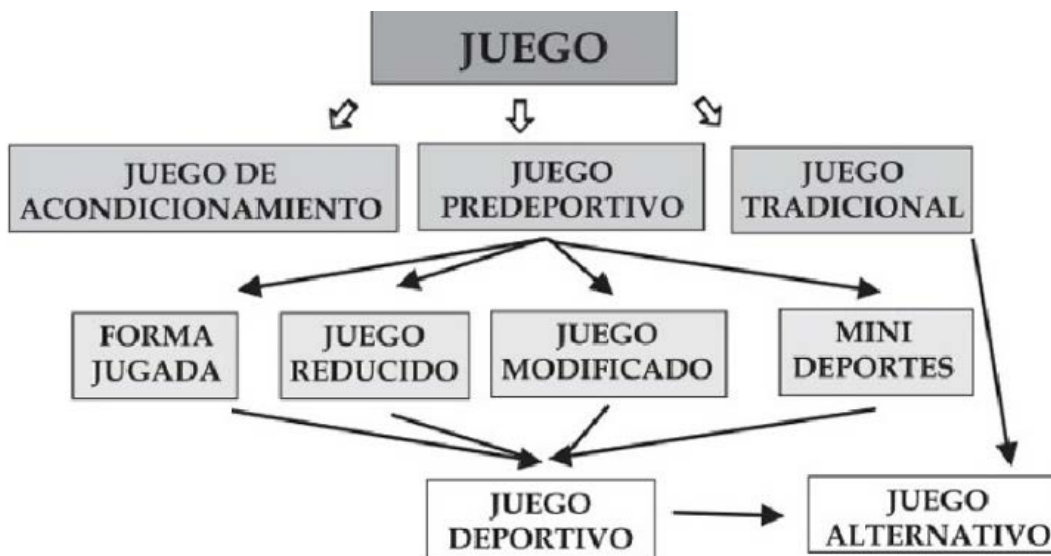 JUEGO
JUEGO DE
ACONDICIONAMIENTO
JUEGO
PREDEPORTIVO
JUEGO
TRADICIONAL
FORMA
JUGADA
JUEGO
REDUCIDO
JUEGO
MODIFICADO
MINI
DEPORTES
JUEGO
DEPORTIVO
JUEGO
ALTERNATIVO